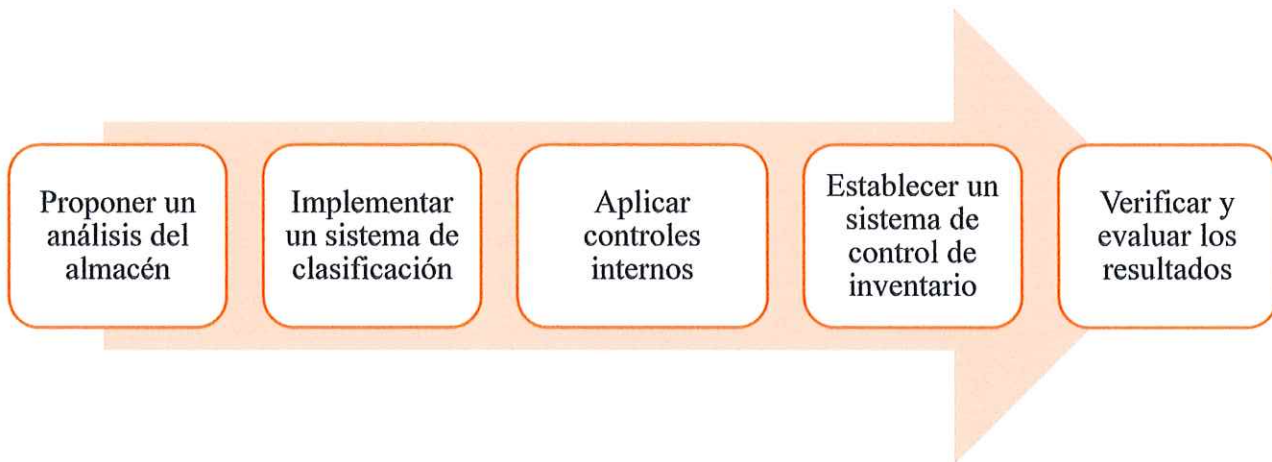 Proponer un
análisis del
almacén
Implementar
un sistema de
clasificación
Aplicar
controles
internos
Establecer un
sistema de
control de
inventario
Verificar y
evaluar los
resultados